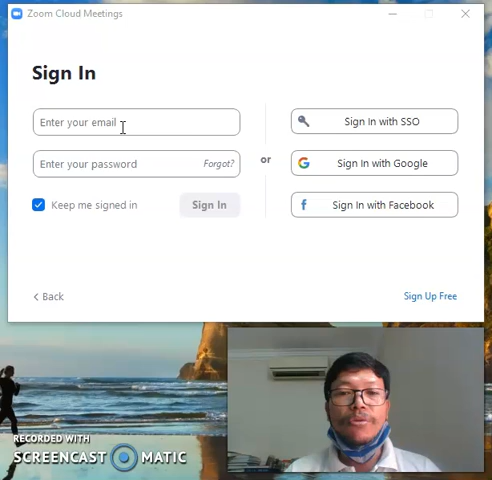 Zoom Cloud Meetings
Sign In
Enter your email
Enter your password
Forgot?
Keep me signed in
Sign In
or
Sign In with SSO
Sign In with Google
Sign In with Facebook
Back
Sign Up Free
RECORDED WITH
SCREENCAST MATIC